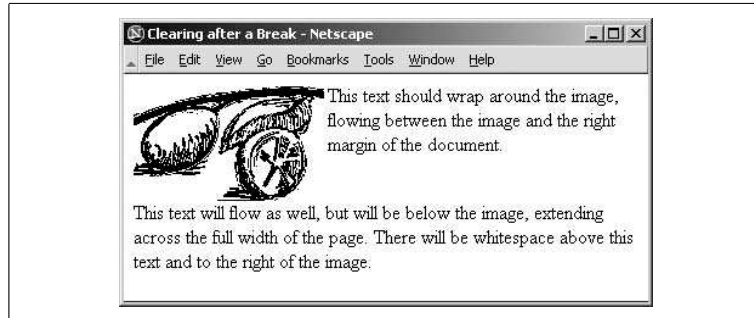 Clearing after a Break - Netscape
File Edit View Go Bookmarks Tools Window Help
This text should wrap around the image,
flowing between the image and the right
margin of the document.
This text will flow as well, but will be below the image, extending
across the full width of the page. There will be whitespace above this
text and to the right of the image.